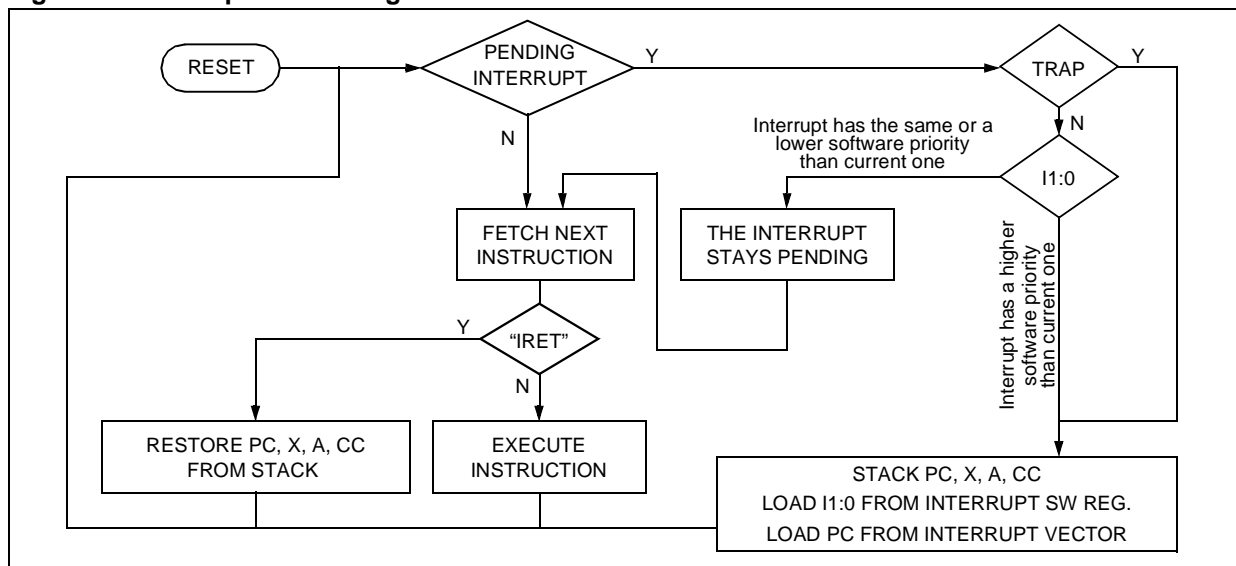 RESET
PENDING
INTERRUPT
Y
TRAP
Y
N
N
Interrupt has the same or a
lower software priority
than current one
I1:0
FETCH NEXT
INSTRUCTION
THE INTERRUPT
STAYS PENDING
Interrupt has a higher
software priority
than current one
Y
“IRET”
N
RESTORE PC, X, A, CC
FROM STACK
EXECUTE
INSTRUCTION
STACK PC, X, A, CC
LOAD I1:0 FROM INTERRUPT SW REG.
LOAD PC FROM INTERRUPT VECTOR